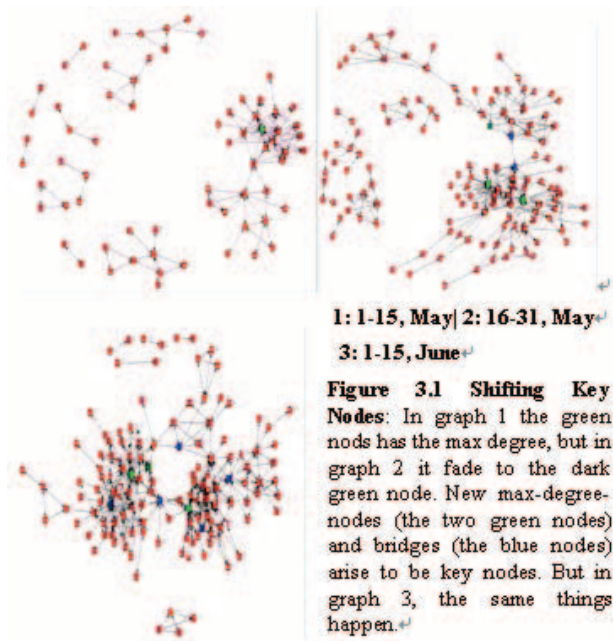 1: 1-15, May| 2: 16-31, May↵
3: 1-15, June↵
Figure 3.1 Shifting Key
Nodes: In graph 1 the green
nods has the max degree, but in
graph 2 it fade to the dark
green node. New max-degree-
nodes (the two green nodes)
and bridges (the blue nodes)
arise to be key nodes. But in
graph 3, the same things
happen.↵